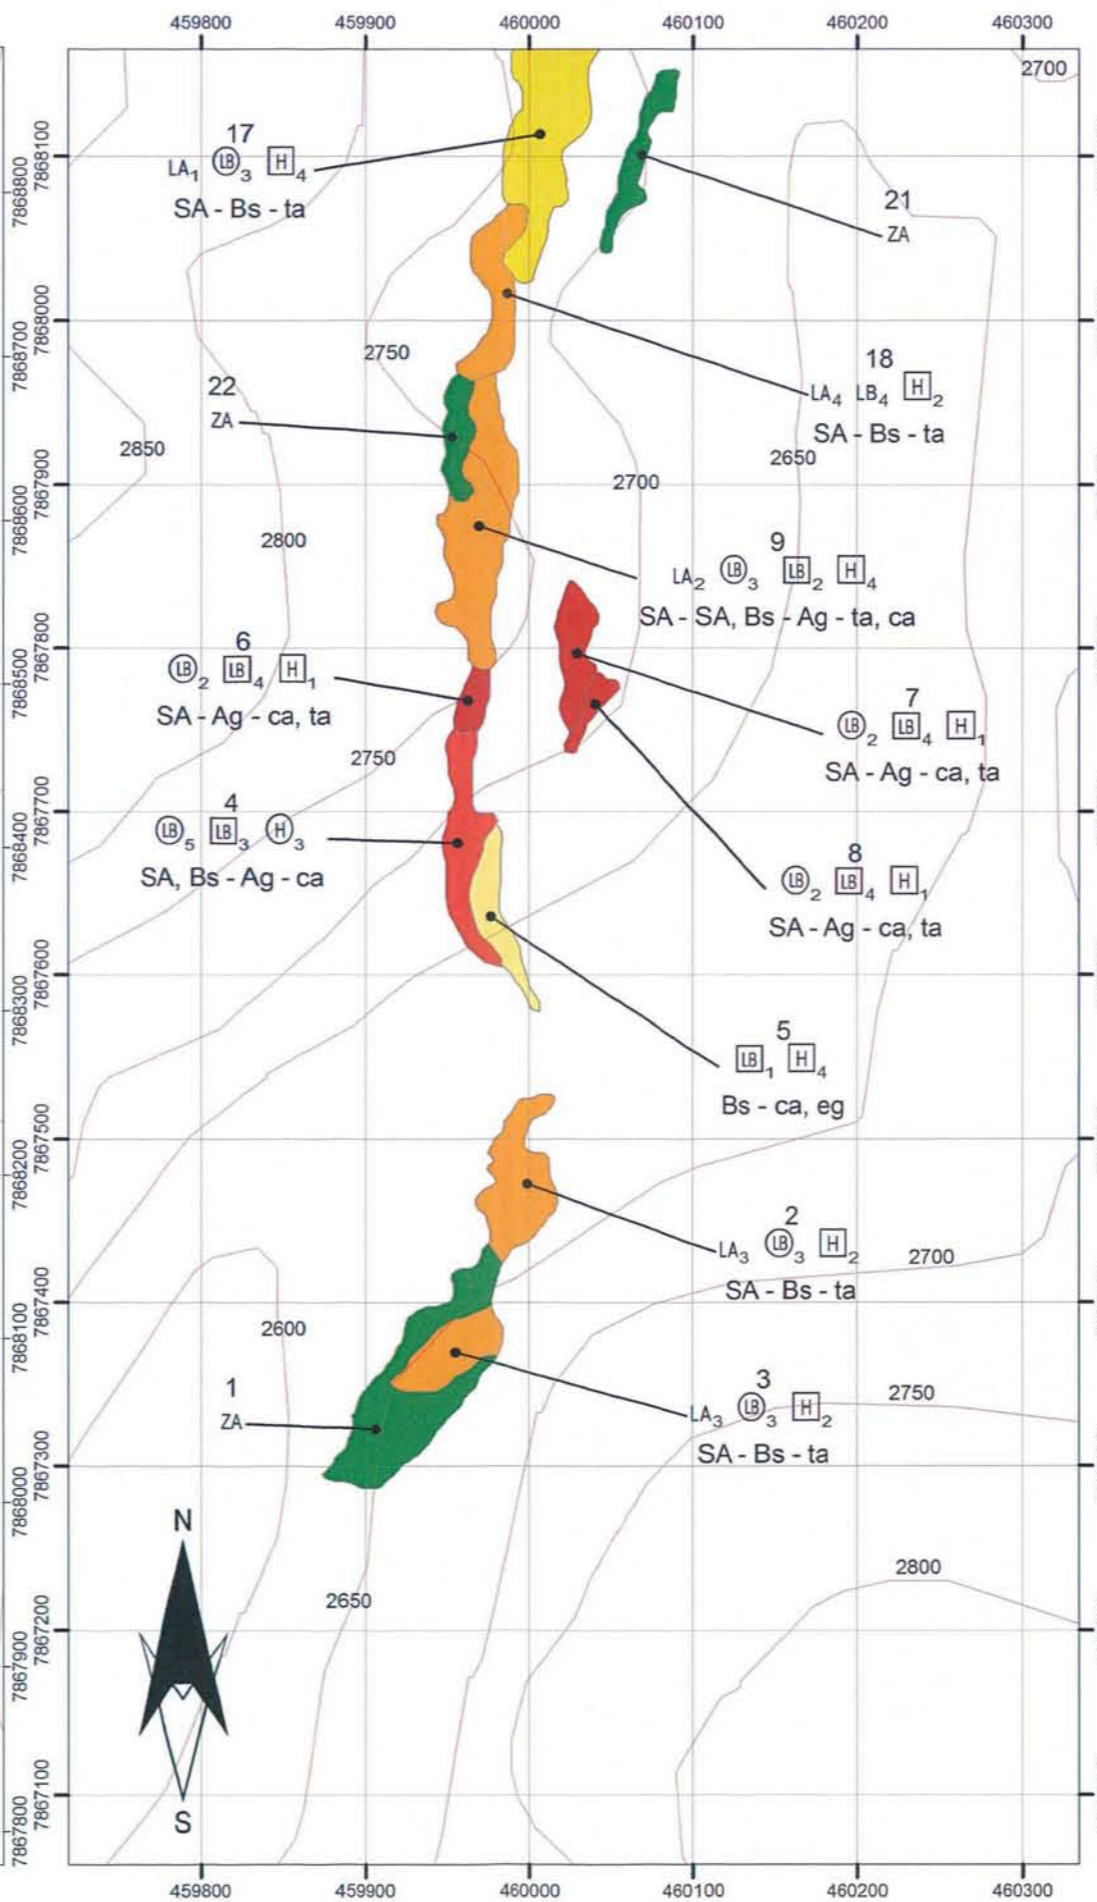 459800 459900 460000 460100 460200 460300
2700
7868800
7868100
17
LA1 LB3 H4
SA - Bs - ta
21
ZA
7868700
7868000
2750
18
LA4 LB4 H2
SA - Bs - ta
22
ZA
2850
2650
7868600
7867900
2700
2800
9
LA2 LB3 LB2 H4
SA - SA, Bs - Ag - ta, ca
7868500
7867800
6
LB2 LB4 H1
SA - Ag - ca, ta
7
LB2 LB4 H1
SA - Ag - ca, ta
2750
7868400
7867700
4
LB5 LB3 H3
SA, Bs - Ag - ca
8
LB2 LB4 H1
SA - Ag - ca, ta
7868300
7867600
5
LB1 H4
Bs - ca, eg
7868200
7867500
2
LA3 LB3 H2
SA - Bs - ta
2700
7868100
7867400
2600
3
LA3 LB3 H2
SA - Bs - ta
2750
1
ZA
7868000
7867300
N
2800
2650
7867900
7867200
S
7867800
7867100
459800 459900 460000 460100 460200 460300